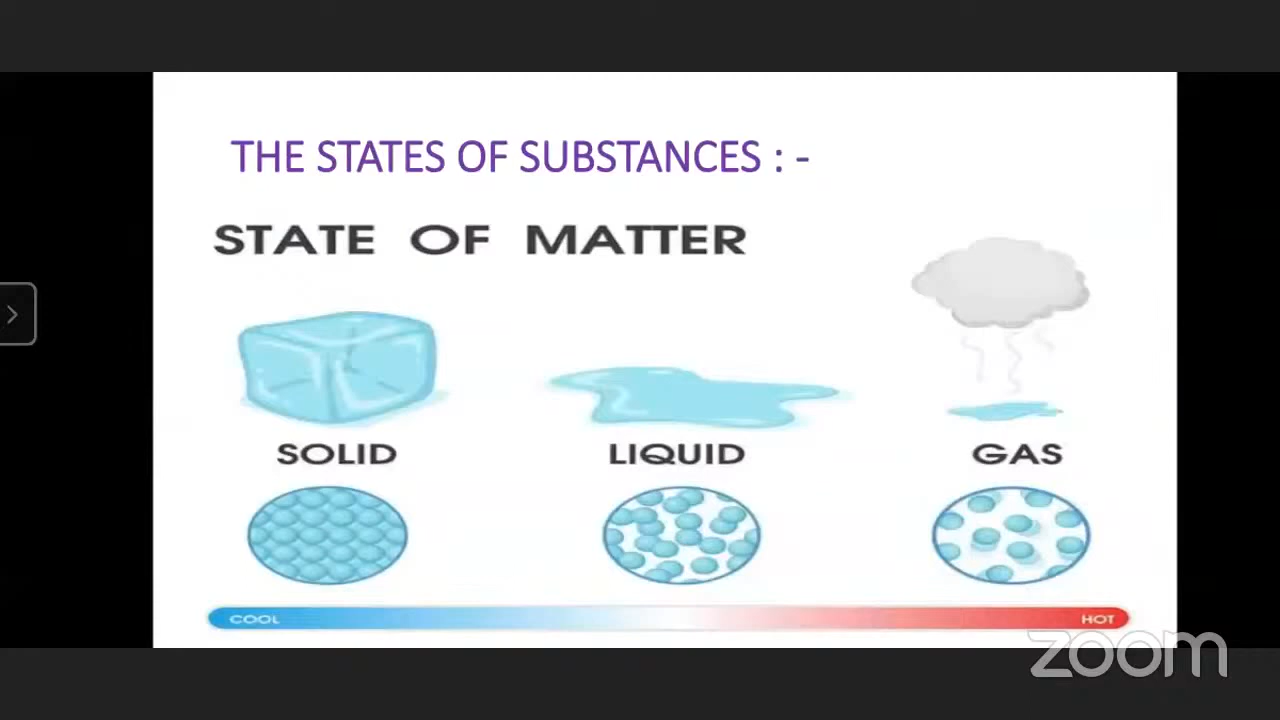 THE STATES OF SUBSTANCES : -
STATE OF MATTER
SOLID
LIQUID
GAS
COOL
HOT
zoom